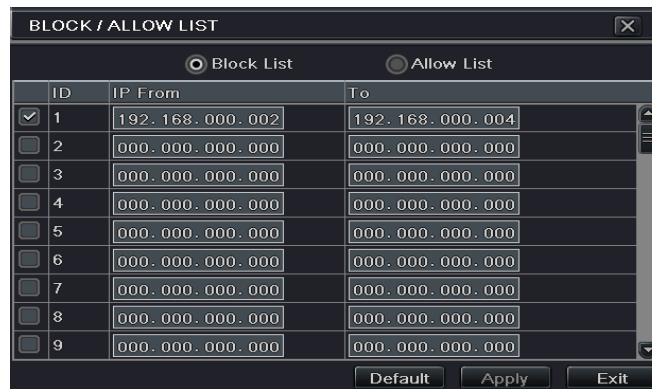 BLOCK / ALLOW LIST
Block List Allow List
ID IP From To
1 192.168.000.002 192.168.000.004
2 000.000.000.000 000.000.000.000
3 000.000.000.000 000.000.000.000
4 000.000.000.000 000.000.000.000
5 000.000.000.000 000.000.000.000
6 000.000.000.000 000.000.000.000
7 000.000.000.000 000.000.000.000
8 000.000.000.000 000.000.000.000
9 000.000.000.000 000.000.000.000
Default Apply Exit